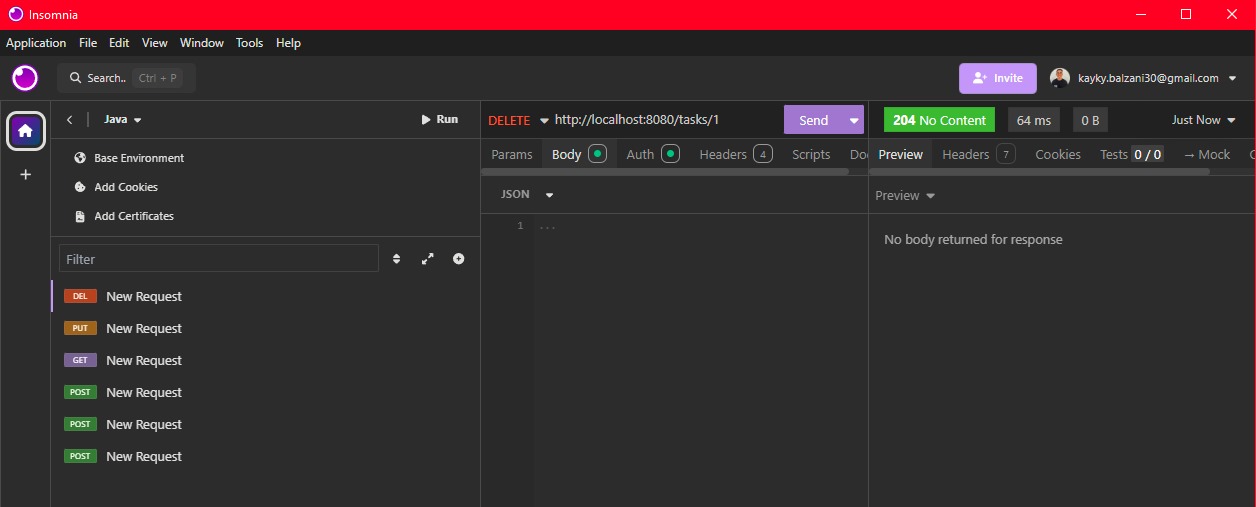 Insomnia
Application File Edit View Window Tools Help
Search.. Ctrl + P
Invite
kayky.balzani30@gmail.com
Java
Run
Base Environment
Add Cookies
Add Certificates
Filter
DEL New Request
PUT New Request
GET New Request
POST New Request
POST New Request
POST New Request
DELETE http://localhost:8080/tasks/1 Send
Params Body Auth Headers 4 Scripts Do
JSON
1 ...
204 No Content 64 ms 0 B Just Now
Preview Headers 7 Cookies Tests 0 / 0 → Mock
Preview
No body returned for response